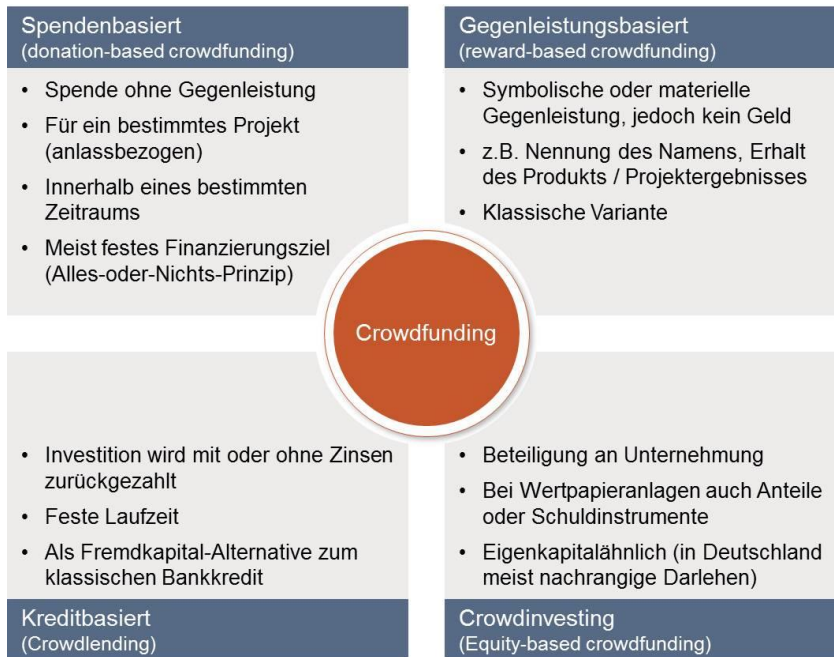 Spendenbasiert
(donation-based crowdfunding)
• Spende ohne Gegenleistung
• Für ein bestimmtes Projekt
(anlassbezogen)
• Innerhalb eines bestimmten
Zeitraums
• Meist festes Finanzierungsziel
(Alles-oder-Nichts-Prinzip)
Gegenleistungsbasiert
(reward-based crowdfunding)
• Symbolische oder materielle
Gegenleistung, jedoch kein Geld
• z.B. Nennung des Namens, Erhalt
des Produkts / Projektergebnisses
• Klassische Variante
Crowdfunding
• Investition wird mit oder ohne Zinsen
zurückgezahlt
• Feste Laufzeit
• Als Fremdkapital-Alternative zum
klassischen Bankkredit
Kreditbasiert
(Crowdlending)
• Beteiligung an Unternehmung
• Bei Wertpapieranlagen auch Anteile
oder Schuldinstrumente
• Eigenkapitalähnlich (in Deutschland
meist nachrangige Darlehen)
Crowdinvesting
(Equity-based crowdfunding)